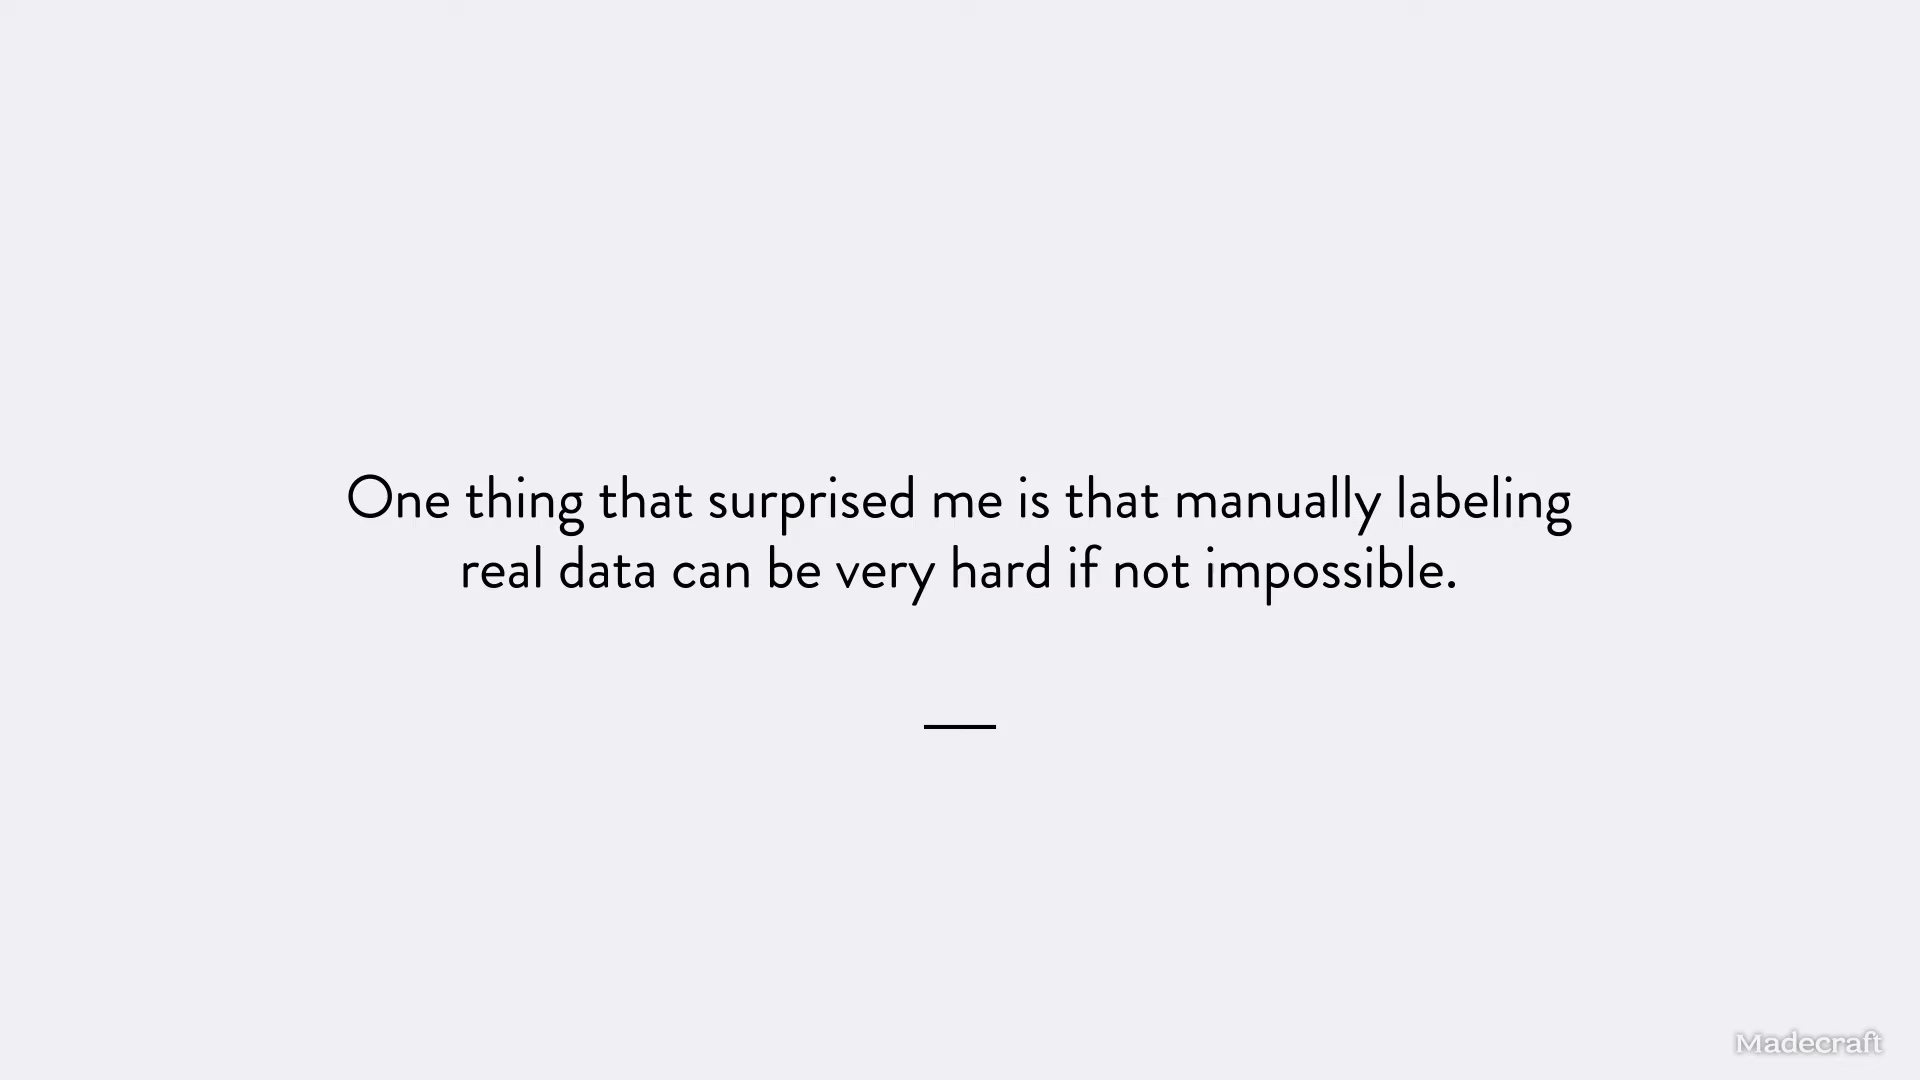 One thing that surprised me is that manually labeling
real data can be very hard if not impossible.
Madecraft